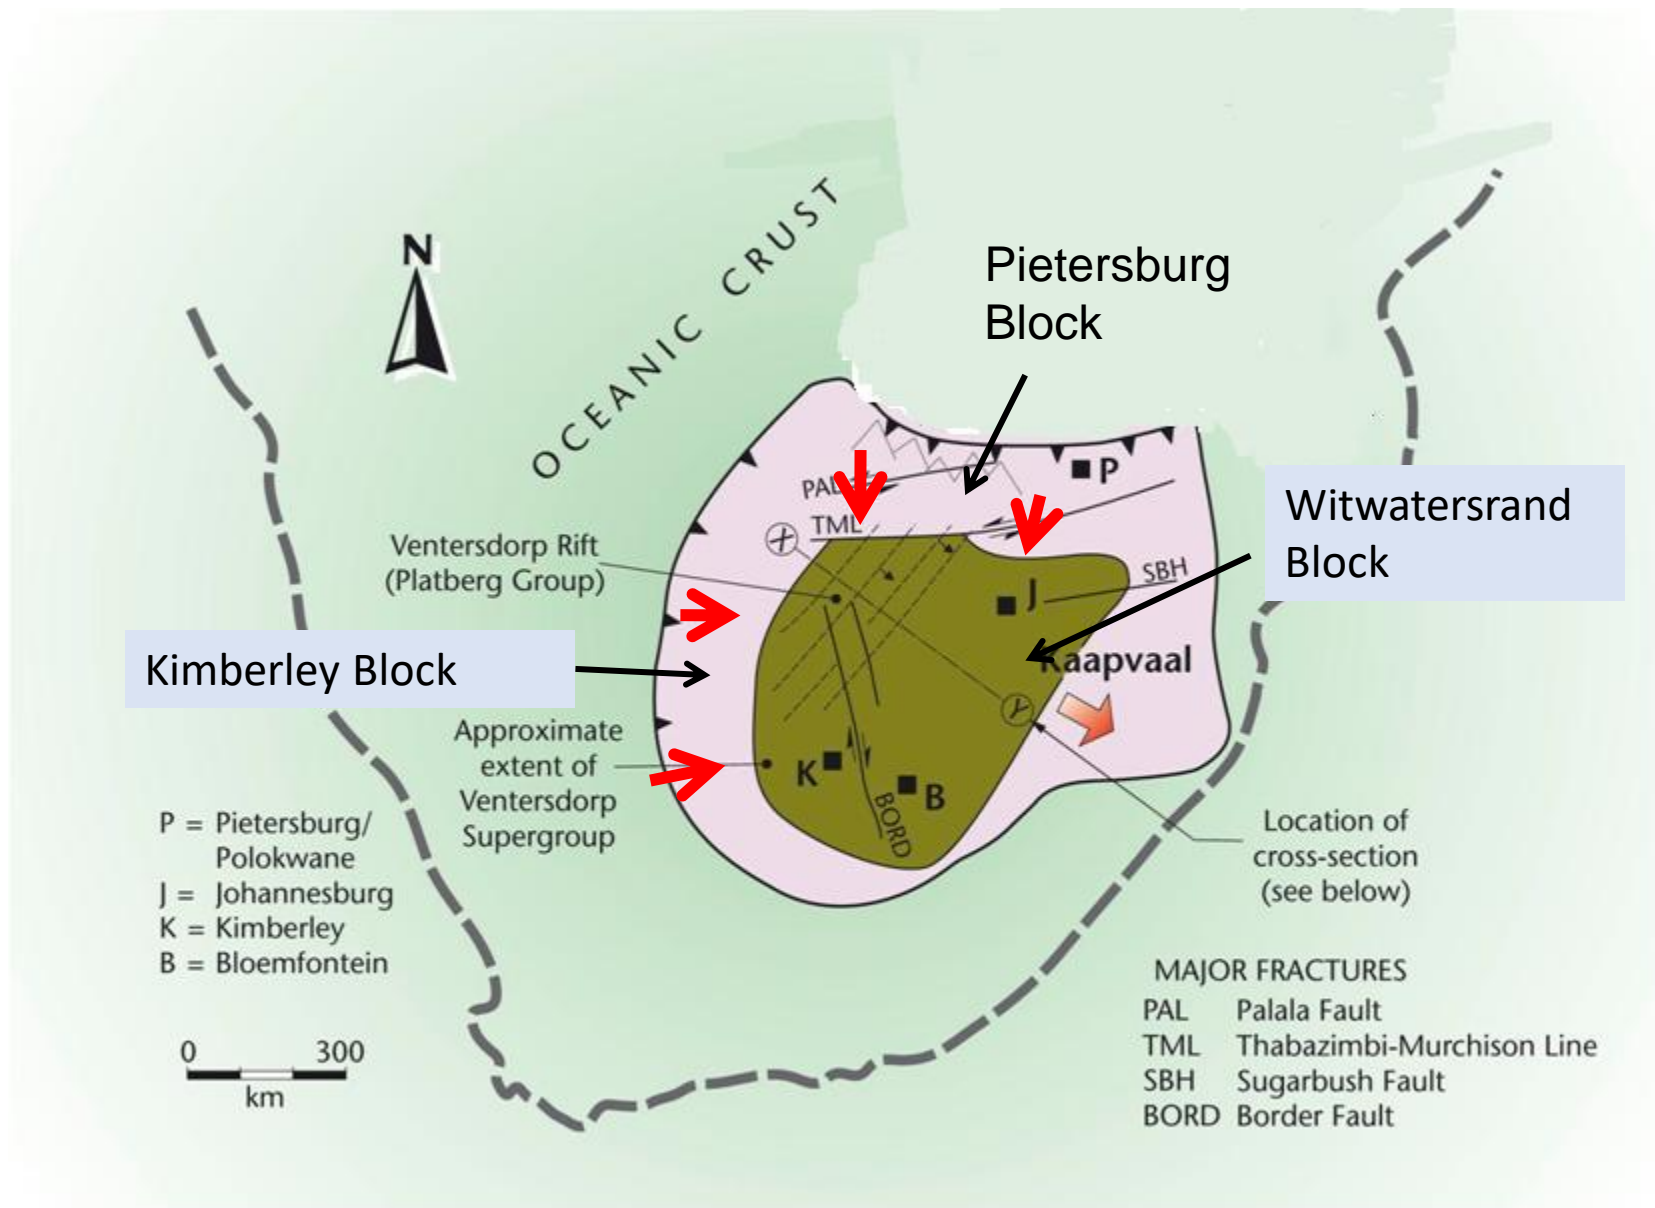 N
OCEANIC CRUST
Pietersburg
Block
P
PAL
TML
X
Witwatersrand
Block
Ventersdorp Rift
(Platberg Group)
SBH
J
Kimberley Block
Kaapvaal
Y
Approximate
extent of
Ventersdorp
Supergroup
K
B
BORD
P = Pietersburg/
Polokwane
J = Johannesburg
K = Kimberley
B = Bloemfontein
Location of
cross-section
(see below)
0 300
km
MAJOR FRACTURES
PAL Palala Fault
TML Thabazimbi-Murchison Line
SBH Sugarbush Fault
BORD Border Fault